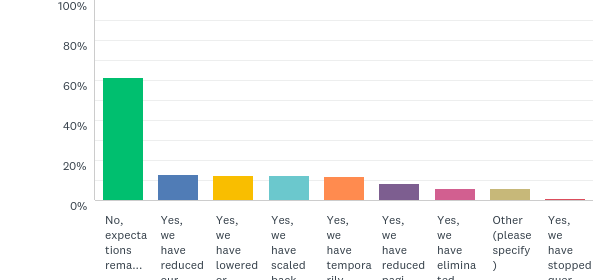 100%
80%
60%
40%
20%
0%
No,
expecta
tions
rema...
Yes,
we
have
reduced
our
Yes,
we
have
lowered
or
Yes,
we
have
scaled
back
Yes,
we
have
tempora
rily
Yes,
we
have
reduced
pagi
Yes,
we
have
elimina
ted
Other
(please
specify
)
Yes,
we
have
stopped
quer